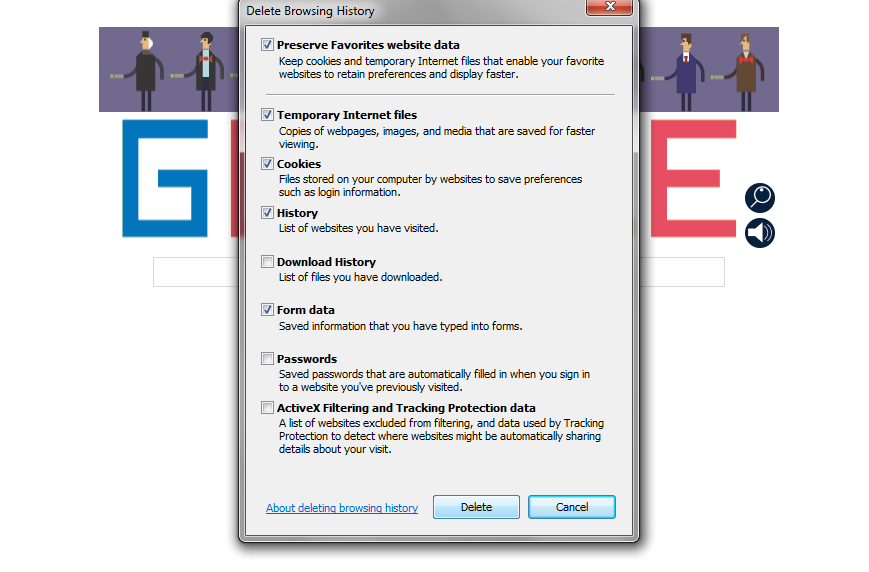 Delete Browsing History
Preserve Favorites website data
Keep cookies and temporary Internet files that enable your favorite
websites to retain preferences and display faster.
Temporary Internet files
Copies of webpages, images, and media that are saved for faster
viewing.
Cookies
Files stored on your computer by websites to save preferences
such as login information.
History
List of websites you have visited.
Download History
List of files you have downloaded.
Form data
Saved information that you have typed into forms.
Passwords
Saved passwords that are automatically filled in when you sign in
to a website you've previously visited.
ActiveX Filtering and Tracking Protection data
A list of websites excluded from filtering, and data used by Tracking
Protection to detect where websites might be automatically sharing
details about your visit.
About deleting browsing history
Delete
Cancel
G
E